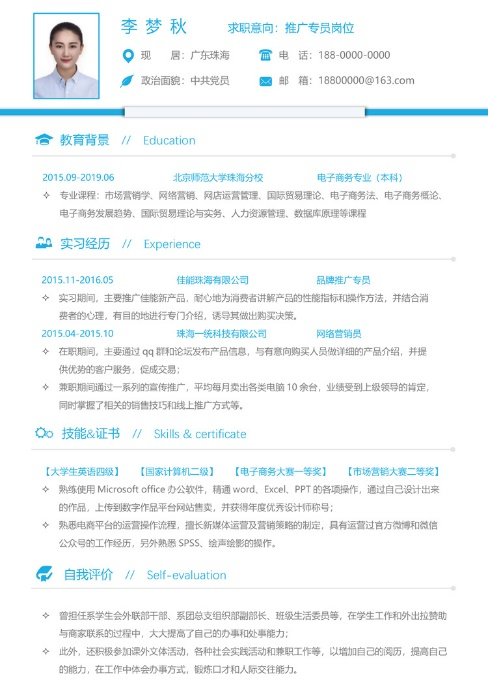 李 梦 秋
求职意向：推广专员岗位
现 居：广东珠海
电 话：188-0000-0000
政治面貌：中共党员
邮 箱：18800000@163.com
教育背景 // Education
2015.09-2019.06 北京师范大学珠海分校 电子商务专业（本科）
专业课程：市场营销学、网络营销、网店运营管理、国际贸易理论、电子商务法、电子商务概论、
电子商务发展趋势、国际贸易理论与实务、人力资源管理、数据库原理等课程
实习经历 // Experience
2015.11-2016.05 佳能珠海有限公司 品牌推广专员
实习期间，主要推广佳能新产品，耐心地为消费者讲解产品的性能指标和操作方法，并结合消
费者的心理，有目的地进行专门介绍，诱导其做出购买决策。
2015.04-2015.10 珠海一统科技有限公司 网络营销员
在职期间，主要通过 qq 群和论坛发布产品信息，与有意向购买人员做详细的产品介绍，并提
供优势的客户服务，促成交易；
兼职期间通过一系列的宣传推广，平均每月卖出各类电脑 10 余台，业绩受到上级领导的肯定，
同时掌握了相关的销售技巧和线上推广方式等。
技能&证书 // Skills & certificate
【大学生英语四级】 【国家计算机二级】 【电子商务大赛一等奖】 【市场营销大赛二等奖】
熟练使用 Microsoft office 办公软件，精通 word、Excel、PPT 的各项操作，通过自己设计出来
的作品，上传到数字作品平台网站售卖，并获得年度优秀设计师称号；
熟悉电商平台的运营操作流程，擅长新媒体运营及营销策略的制定，具有运营过官方微博和微信
公众号的工作经历，另外熟悉 SPSS、绘声绘影的操作。
自我评价 // Self-evaluation
曾担任系学生会外联部干部、系团总支组织部副部长、班级生活委员等，在学生工作和外出拉赞助
与商家联系的过程中，大大提高了自己的办事和处事能力；
此外，还积极参加课外文体活动，各种社会实践活动和兼职工作等，以增加自己的阅历，提高自己
的能力，在工作中体会办事方式，锻炼口才和人际交往能力。